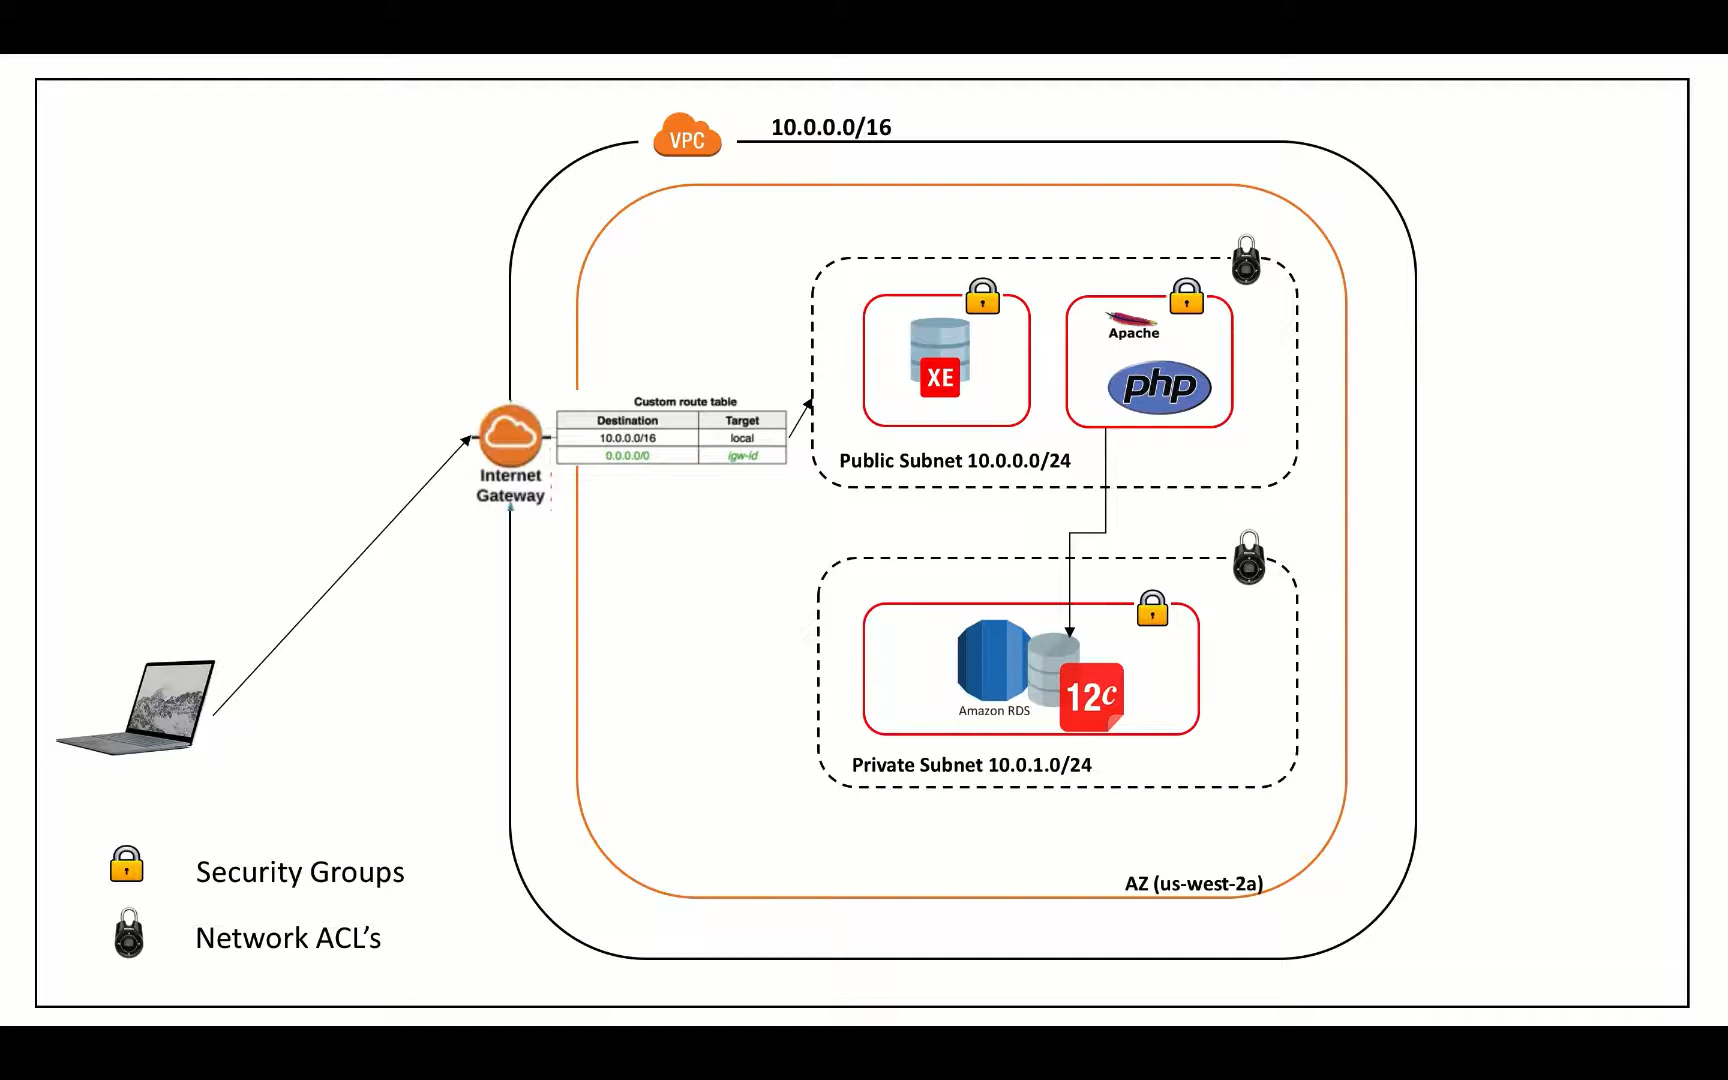 VPC
10.0.0.0/16
XE
Apache
php
Public Subnet 10.0.0.0/24
Custom route table
Destination Target
10.0.0.0/16 local
0.0.0.0/0 igw-id
Internet
Gateway
Amazon RDS
12c
Private Subnet 10.0.1.0/24
AZ (us-west-2a)
Security Groups
Network ACL’s